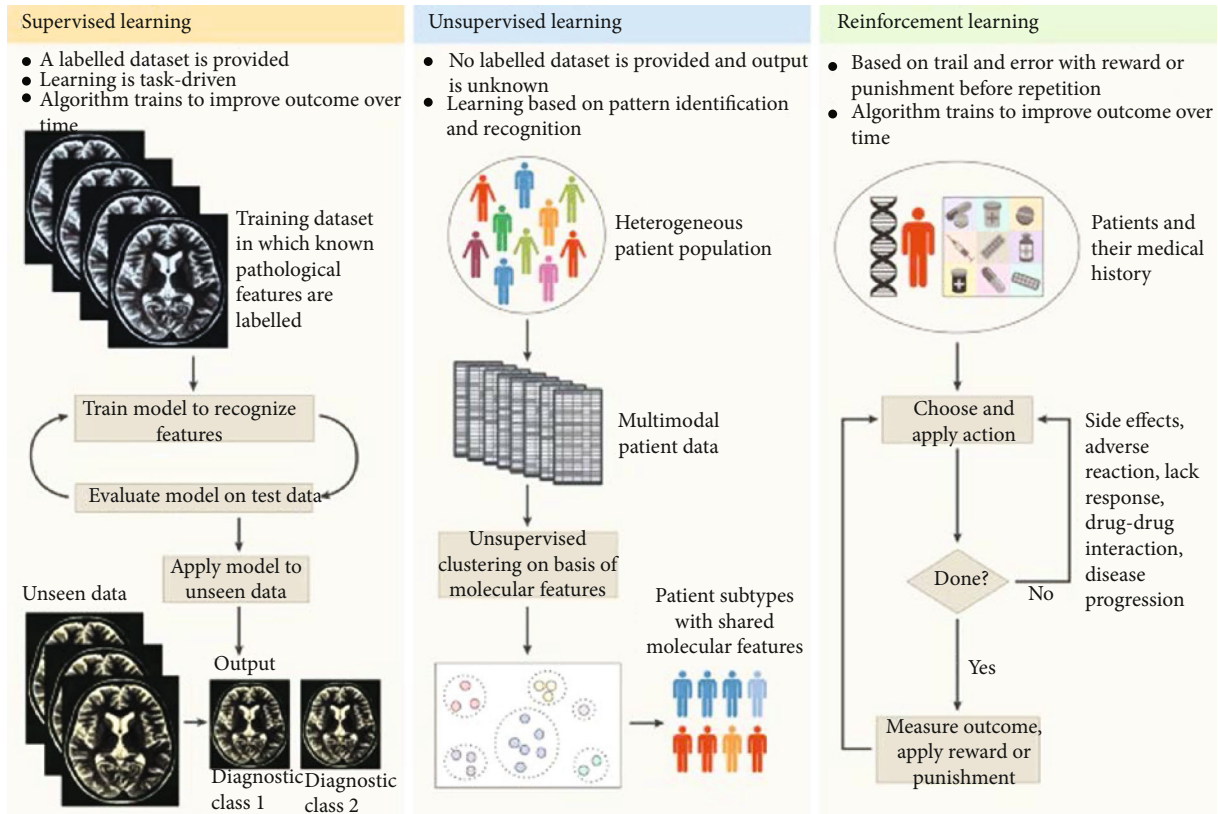 Supervised learning
● A labelled dataset is provided
● Learning is task-driven
● Algorithm trains to improve outcome over
time
Training dataset
in which known
pathological
features are
labelled
Train model to recognize
features
Evaluate model on test data
Apply model to
unseen data
Unseen data
Output
Diagnostic
class 1
Diagnostic
class 2
Unsupervised learning
● No labelled dataset is provided and output
is unknown
● Learning based on pattern identification
and recognition
Heterogeneous
patient population
Multimodal
patient data
Unsupervised
clustering on basis of
molecular features
Patient subtypes
with shared
molecular features
Reinforcement learning
● Based on trail and error with reward or
punishment before repetition
● Algorithm trains to improve outcome over
time
Patients and
their medical
history
Choose and
apply action
Side effects,
adverse
reaction, lack
response,
drug-drug
interaction,
disease
progression
Done?
No
Yes
Measure outcome,
apply reward or
punishment